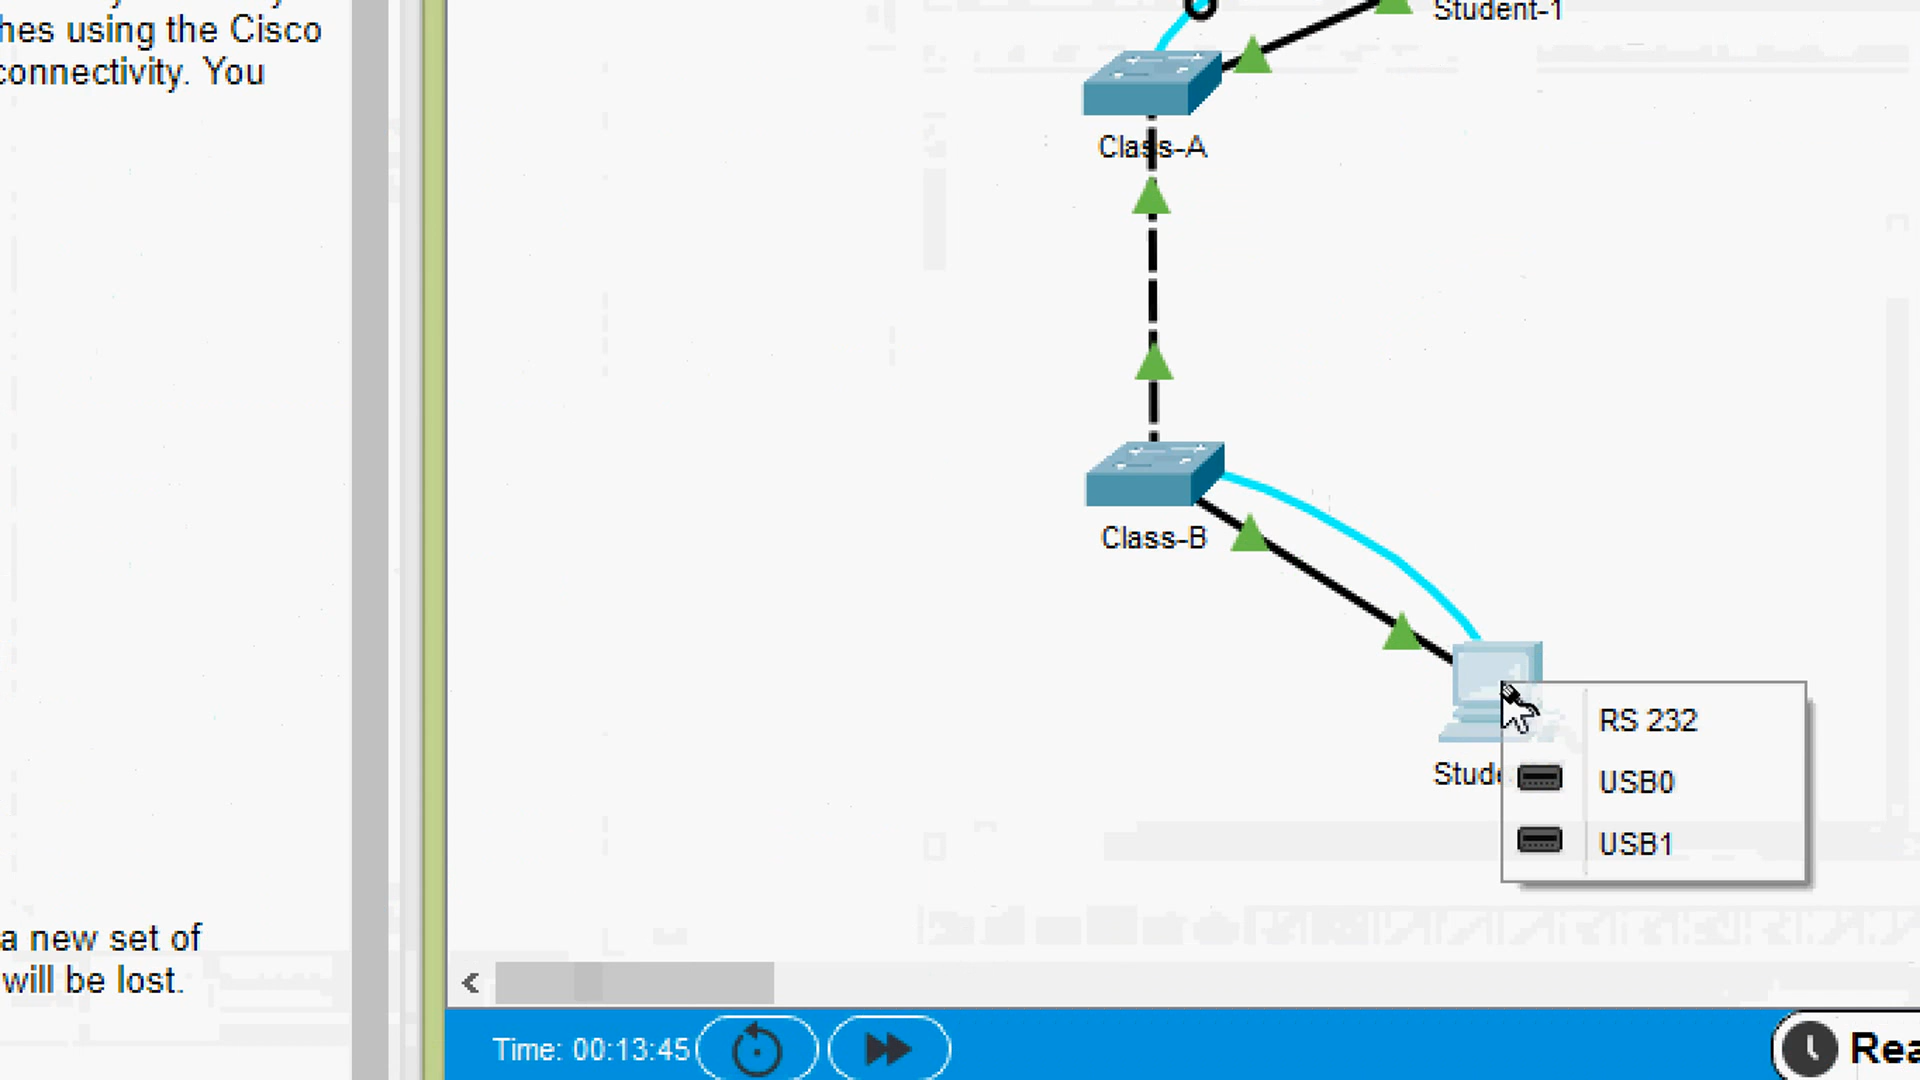 hes using the Cisco
connectivity. You
Student-1
Class-A
Class-B
RS 232
USB0
USB1
a new set of
will be lost.
Time: 00:13:45